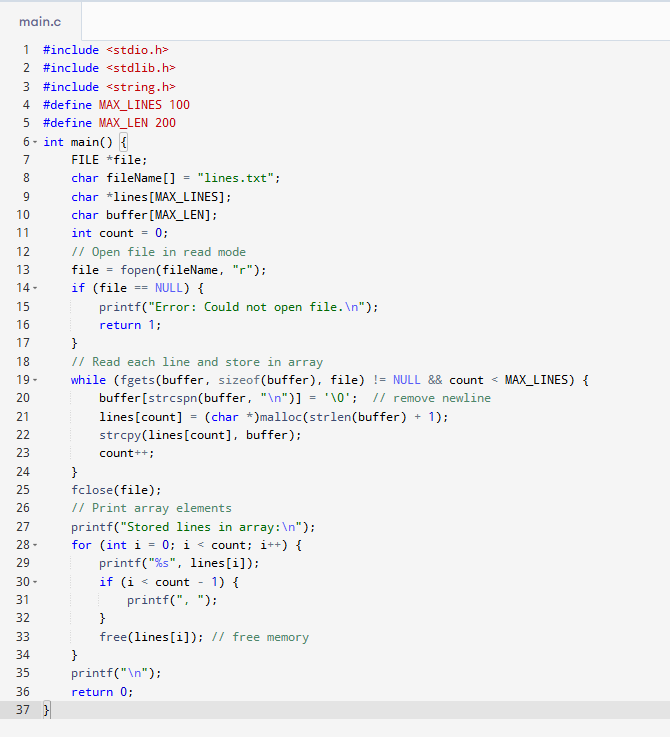 main.c
1 #include <stdio.h>
2 #include <stdlib.h>
3 #include <string.h>
4 #define MAX_LINES 100
5 #define MAX_LEN 200
6 int main() {
7     FILE *file;
8     char fileName[] = "lines.txt";
9     char *lines[MAX_LINES];
10     char buffer[MAX_LEN];
11     int count = 0;
12     // Open file in read mode
13     file = fopen(fileName, "r");
14     if (file == NULL) {
15         printf("Error: Could not open file.\n");
16         return 1;
17     }
18     // Read each line and store in array
19     while (fgets(buffer, sizeof(buffer), file) != NULL && count < MAX_LINES) {
20         buffer[strcspn(buffer, "\n")] = '\0';  // remove newline
21         lines[count] = (char *)malloc(strlen(buffer) + 1);
22         strcpy(lines[count], buffer);
23         count++;
24     }
25     fclose(file);
26     // Print array elements
27     printf("Stored lines in array:\n");
28     for (int i = 0; i < count; i++) {
29         printf("%s", lines[i]);
30         if (i < count - 1) {
31             printf(", ");
32         }
33         free(lines[i]); // free memory
34     }
35     printf("\n");
36     return 0;
37 }